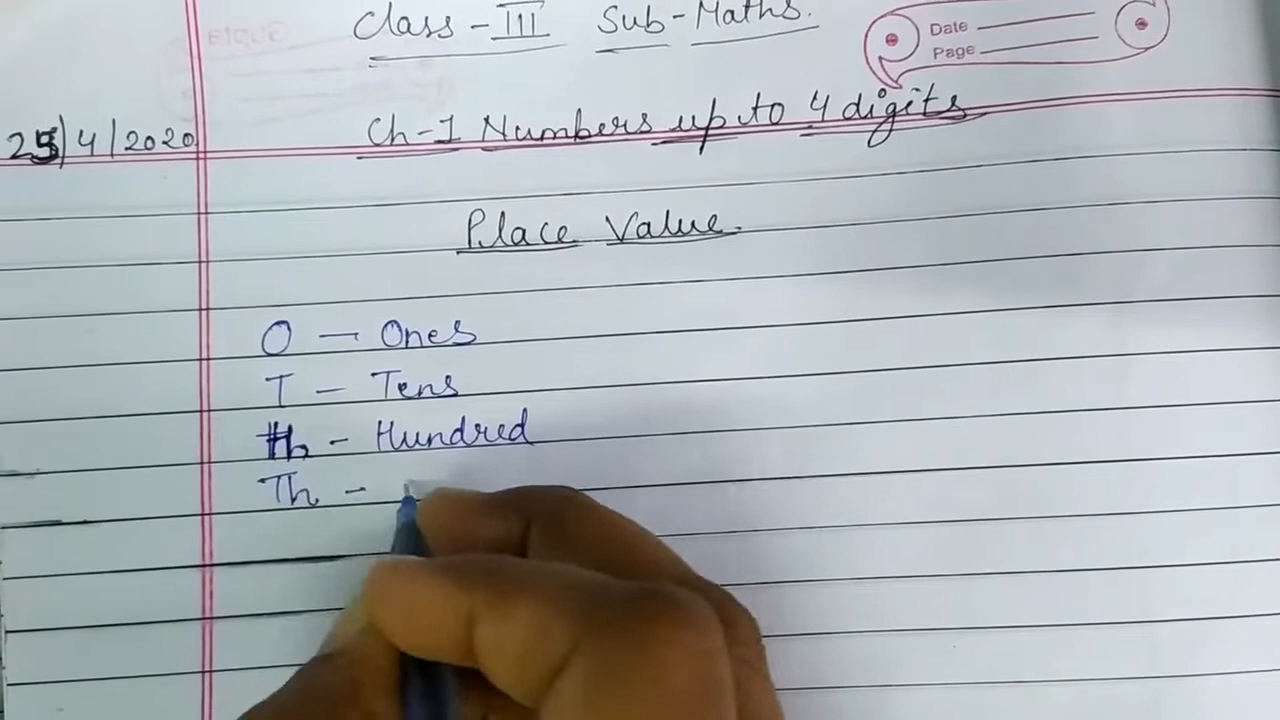 Class - III Sub - Maths.
Date
Page
25/4/2020
Ch-1 Numbers up to 4 digits
Place Value.
O — Ones
T — Tens
H - Hundred
Th -